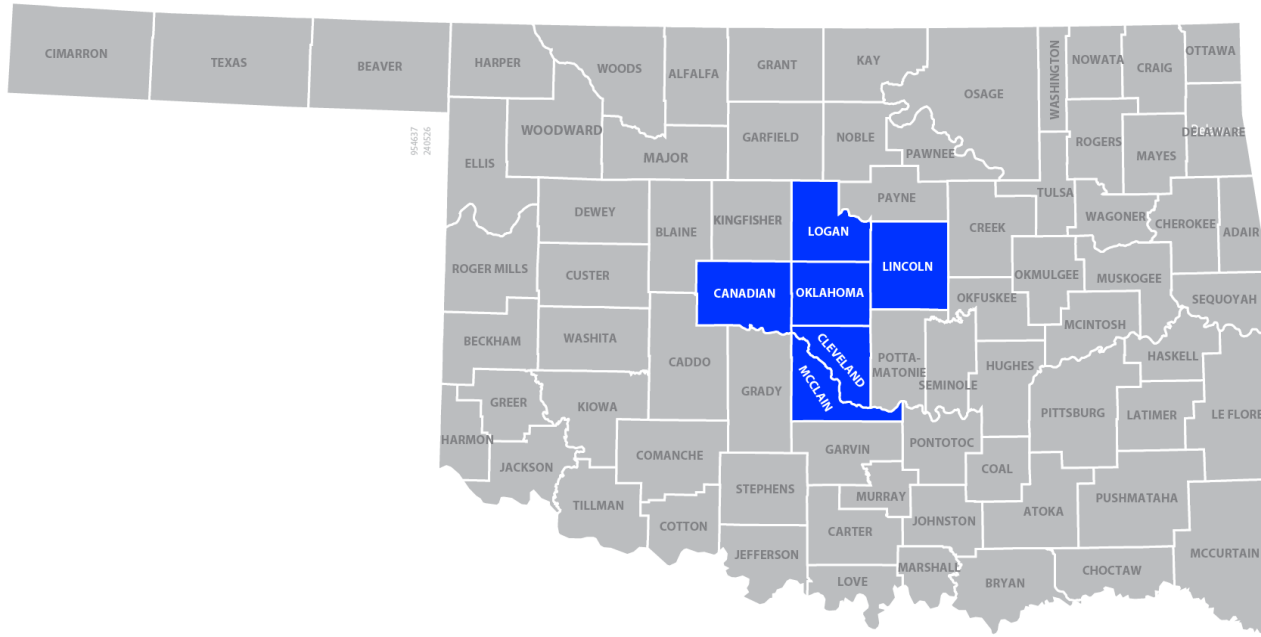 CIMARRON
TEXAS
BEAVER
HARPER
WOODS
ALFALFA
GRANT
KAY
OSAGE
WASHINGTON
NOWATA
CRAIG
OTTAWA
954637
240526
ELLIS
WOODWARD
MAJOR
GARFIELD
NOBLE
PAWNEE
ROGERS
MAYES
DELAWARE
DEWEY
BLAINE
KINGFISHER
LOGAN
PAYNE
CREEK
TULSA
WAGONER
CHEROKEE
ADAIR
ROGER MILLS
CUSTER
CANADIAN
OKLAHOMA
LINCOLN
OKFUSKEE
OKMULGEE
MUSKOGEE
SEQUOYAH
BECKHAM
WASHITA
CADDO
GRADY
CLEVELAND
MCCLAIN
POTTA-
MATONIE
SEMINOLE
HUGHES
MCINTOSH
HASKELL
GREER
KIOWA
PITTSBURG
LATIMER
LE FLORE
HARMON
JACKSON
COMANCHE
GARVIN
PONTOTOC
COAL
TILLMAN
COTTON
STEPHENS
MURRAY
JOHNSTON
ATOKA
PUSHMATAHA
JEFFERSON
CARTER
LOVE
MARSHALL
BRYAN
CHOCTAW
MCCURTAIN